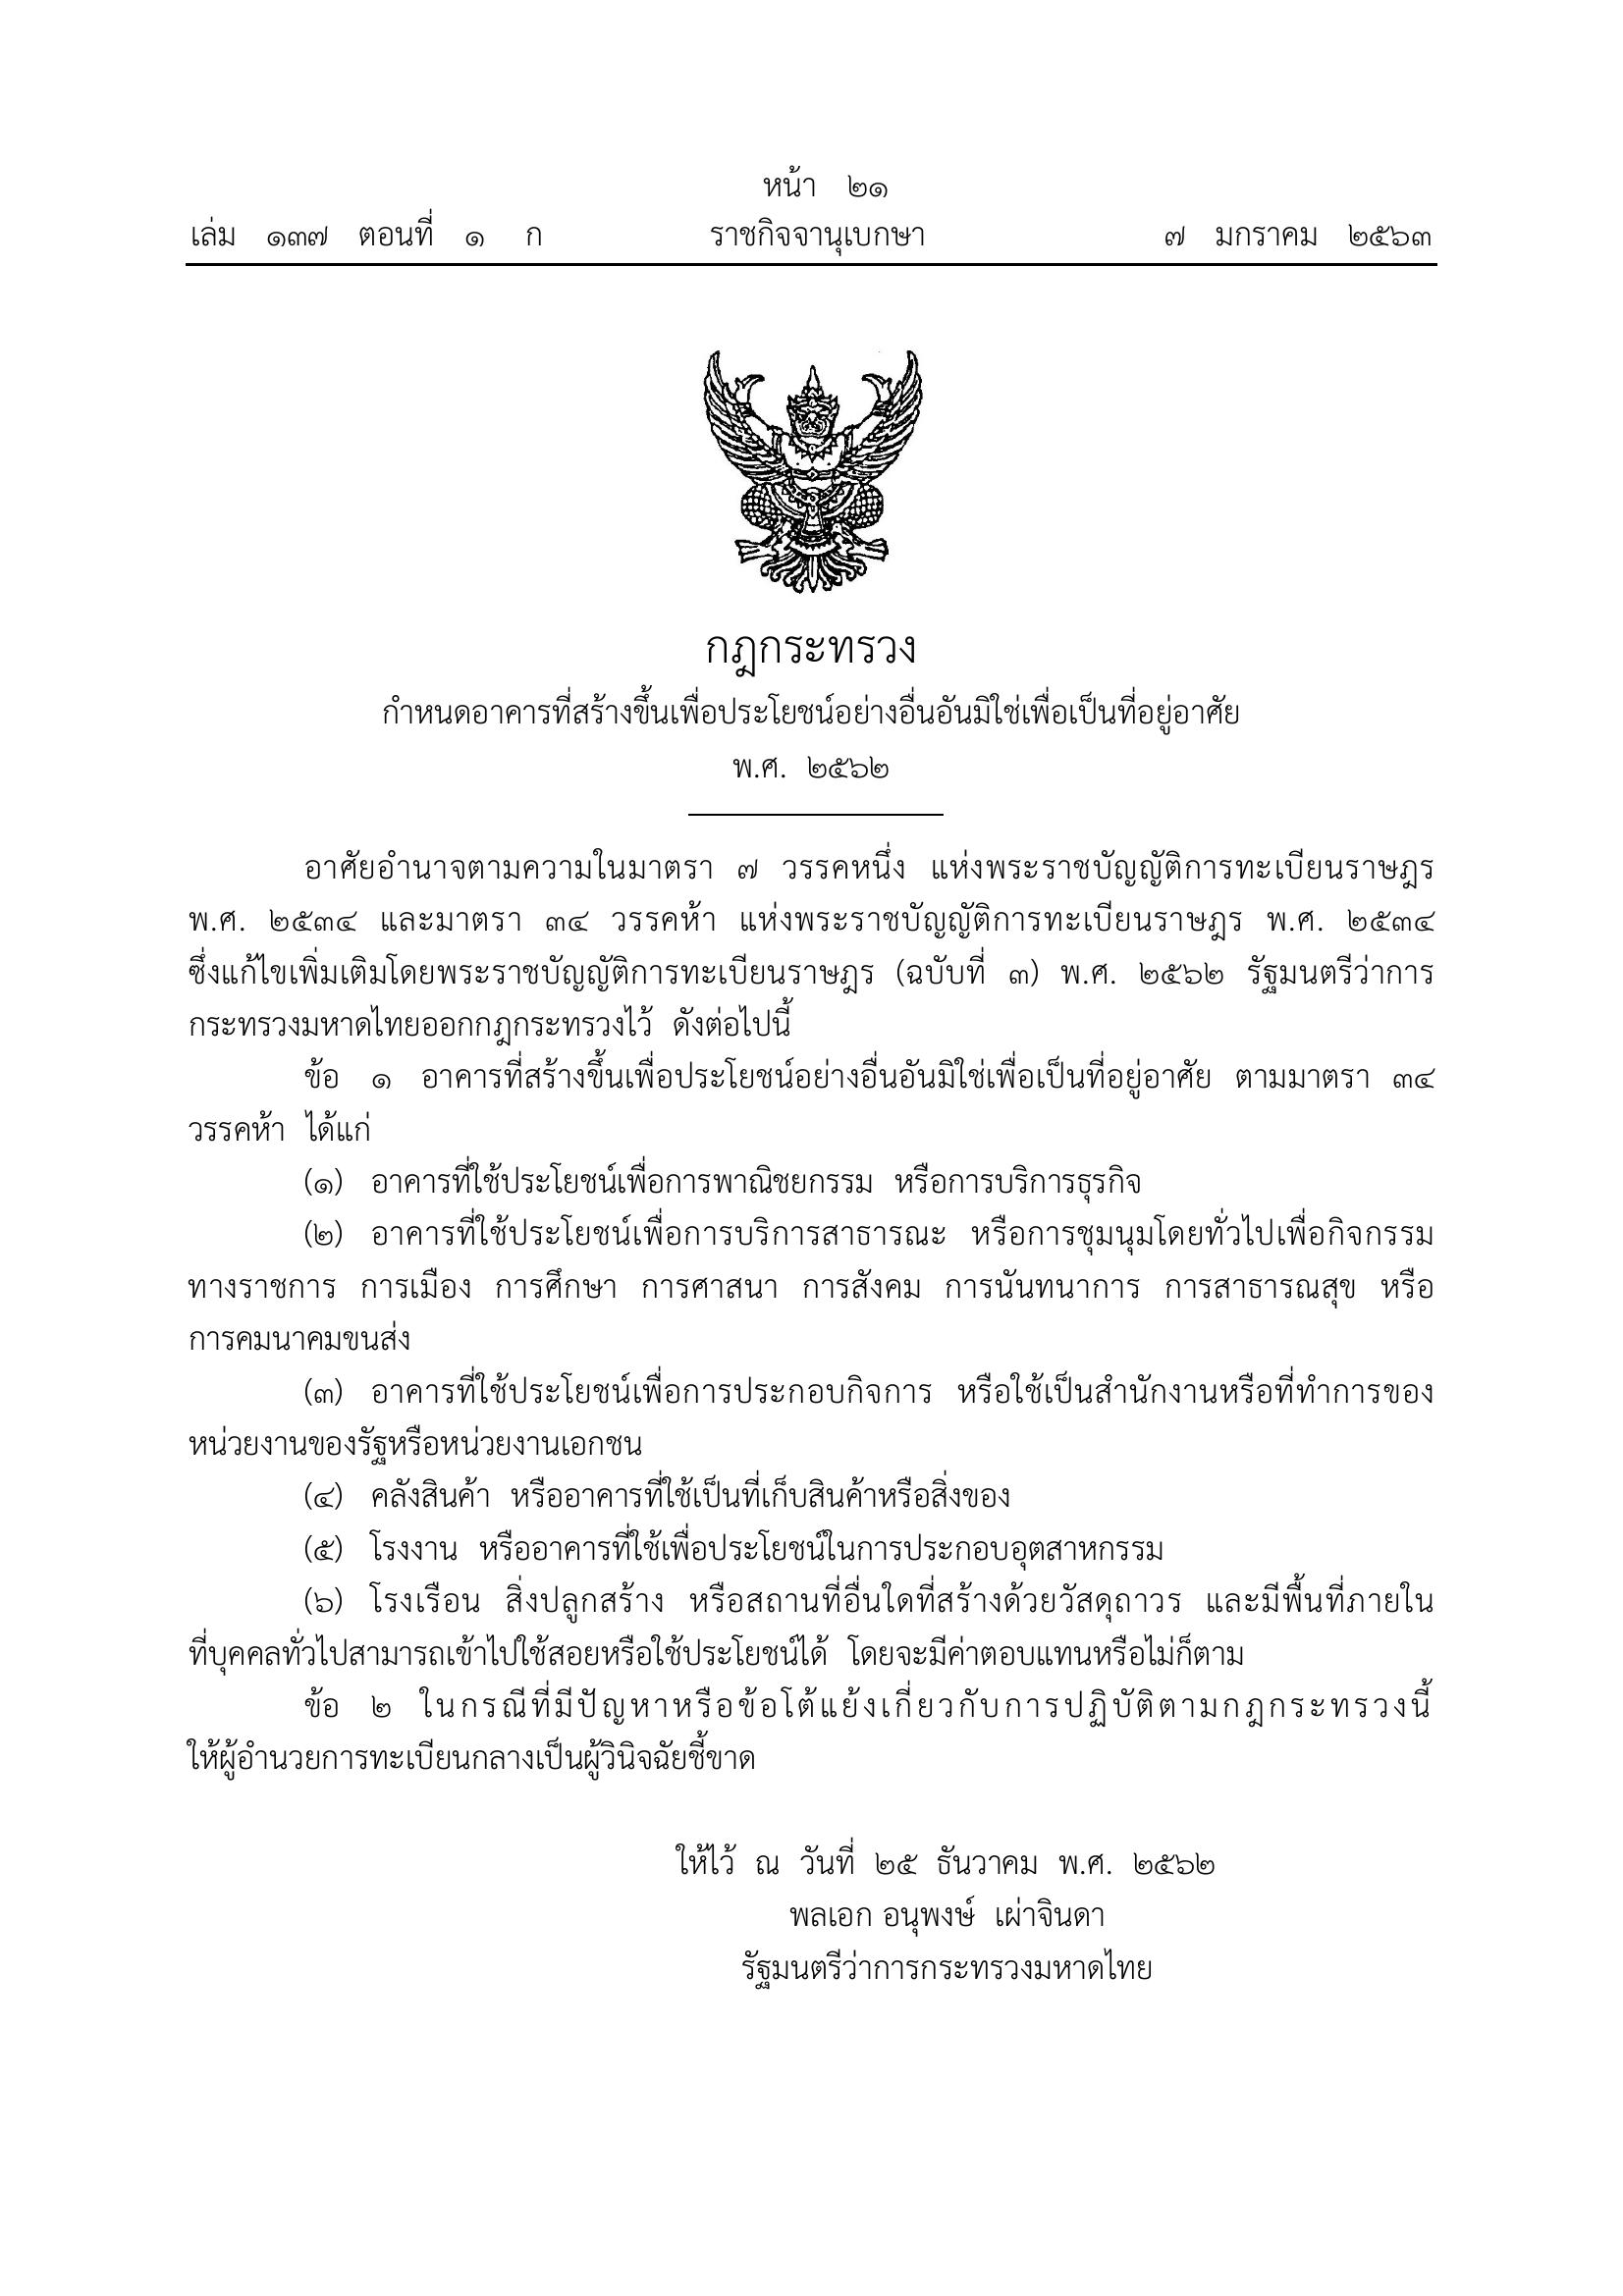 หน้า ๒๑
เล่ม ๑๓๗ ตอนที่ ๑ ก ราชกิจจานุเบกษา ๗ มกราคม ๒๕๖๓
กฎกระทรวง
กำหนดอาคารที่สร้างขึ้นเพื่อประโยชน์อย่างอื่นอันมิใช่เพื่อเป็นที่อยู่อาศัย
พ.ศ. ๒๕๖๒
อาศัยอำนาจตามความในมาตรา ๗ วรรคหนึ่ง แห่งพระราชบัญญัติการทะเบียนราษฎร
พ.ศ. ๒๕๓๔ และมาตรา ๓๔ วรรคห้า แห่งพระราชบัญญัติการทะเบียนราษฎร พ.ศ. ๒๕๓๔
ซึ่งแก้ไขเพิ่มเติมโดยพระราชบัญญัติการทะเบียนราษฎร (ฉบับที่ ๓) พ.ศ. ๒๕๖๒ รัฐมนตรีว่าการ
กระทรวงมหาดไทยออกกฎกระทรวงไว้ ดังต่อไปนี้
ข้อ ๑ อาคารที่สร้างขึ้นเพื่อประโยชน์อย่างอื่นอันมิใช่เพื่อเป็นที่อยู่อาศัย ตามมาตรา ๓๔
วรรคห้า ได้แก่
(๑) อาคารที่ใช้ประโยชน์เพื่อการพาณิชยกรรม หรือการบริการธุรกิจ
(๒) อาคารที่ใช้ประโยชน์เพื่อการบริการสาธารณะ หรือการชุมนุมโดยทั่วไปเพื่อกิจกรรม
ทางราชการ การเมือง การศึกษา การศาสนา การสังคม การนันทนาการ การสาธารณสุข หรือ
การคมนาคมขนส่ง
(๓) อาคารที่ใช้ประโยชน์เพื่อการประกอบกิจการ หรือใช้เป็นสำนักงานหรือที่ทำการของ
หน่วยงานของรัฐหรือหน่วยงานเอกชน
(๔) คลังสินค้า หรืออาคารที่ใช้เป็นที่เก็บสินค้าหรือสิ่งของ
(๕) โรงงาน หรืออาคารที่ใช้เพื่อประโยชน์ในการประกอบอุตสาหกรรม
(๖) โรงเรือน สิ่งปลูกสร้าง หรือสถานที่อื่นใดที่สร้างด้วยวัสดุถาวร และมีพื้นที่ภายใน
ที่บุคคลทั่วไปสามารถเข้าไปใช้สอยหรือใช้ประโยชน์ได้ โดยจะมีค่าตอบแทนหรือไม่ก็ตาม
ข้อ ๒ ในกรณีที่มีปัญหาหรือข้อโต้แย้งเกี่ยวกับการปฏิบัติตามกฎกระทรวงนี้
ให้ผู้อำนวยการทะเบียนกลางเป็นผู้วินิจฉัยชี้ขาด
ให้ไว้ ณ วันที่ ๒๕ ธันวาคม พ.ศ. ๒๕๖๒
พลเอก อนุพงษ์ เผ่าจินดา
รัฐมนตรีว่าการกระทรวงมหาดไทย